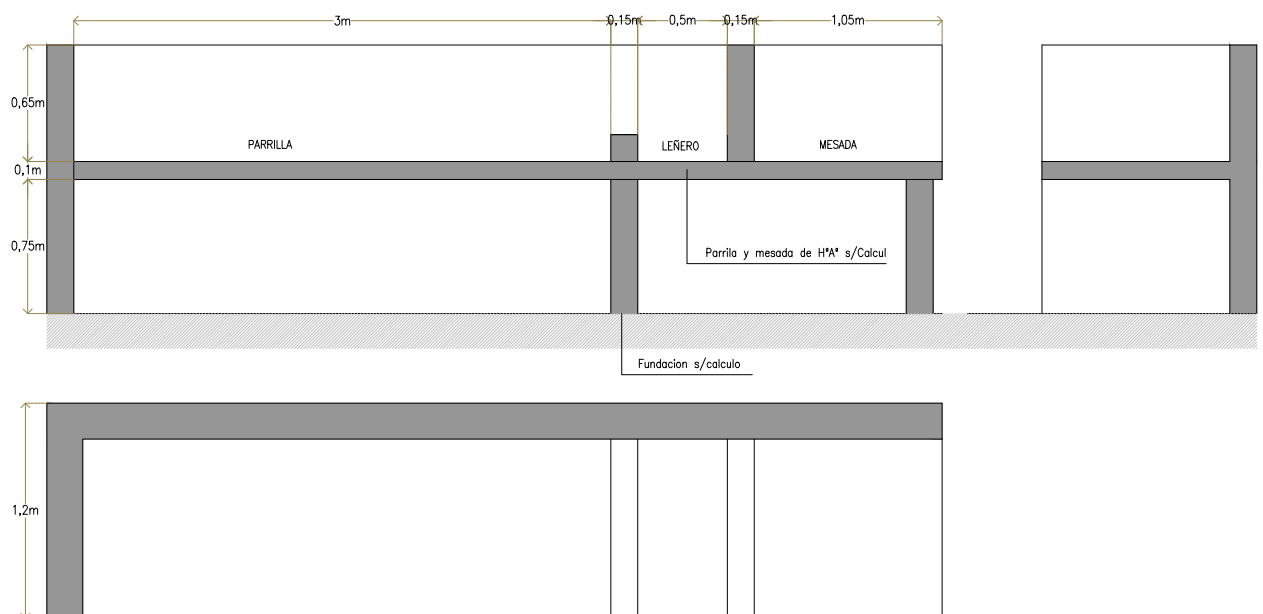 3m
0,15m
0,5m
0,15m
1,05m
0,65m
PARRILLA
LEÑERO
MESADA
0,1m
0,75m
Parrila y mesada de HªAª s/Calcul
Fundacion s/calculo
1,2m